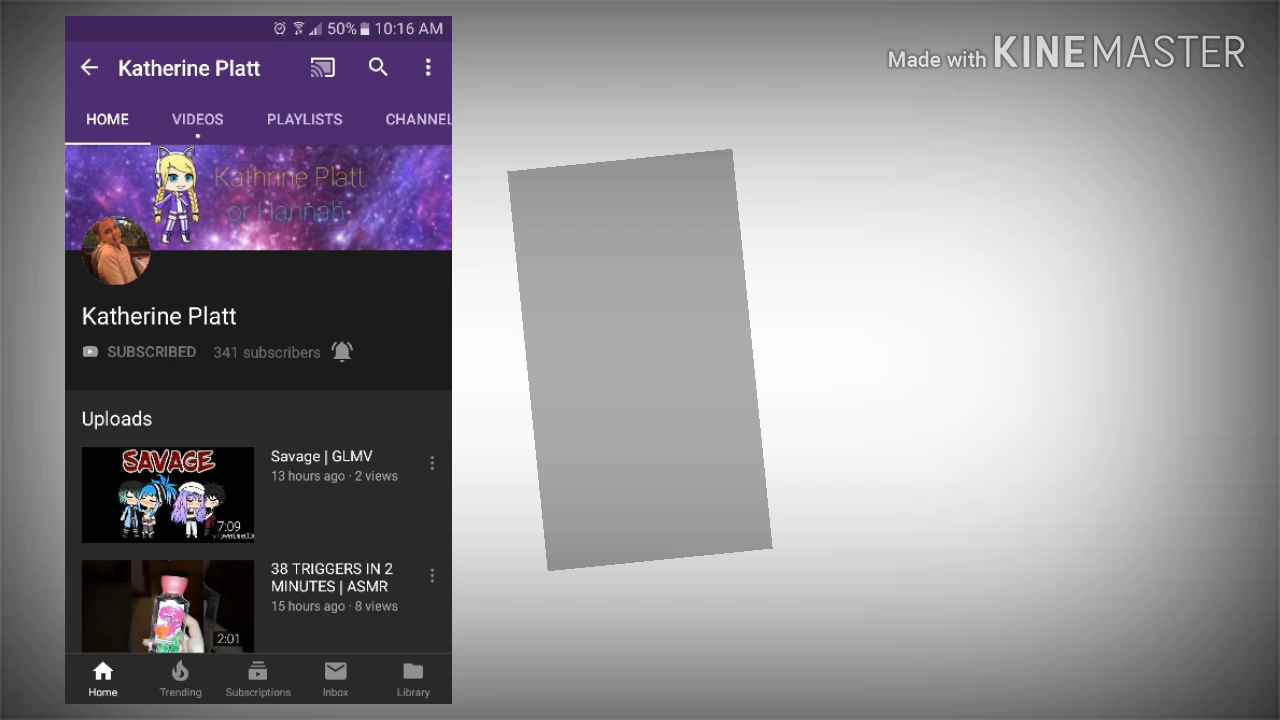 50% 10:16 AM
Made with KINEMASTER
Katherine Platt
HOME VIDEOS PLAYLISTS CHANNEL
Kathrine Platt
or Hannah
Katherine Platt
SUBSCRIBED 341 subscribers
Uploads
SAVAGE
7:09
Savage | GLMV
13 hours ago · 2 views
38 TRIGGERS IN 2
MINUTES | ASMR
15 hours ago · 8 views
2:01
Home Trending Subscriptions Inbox Library